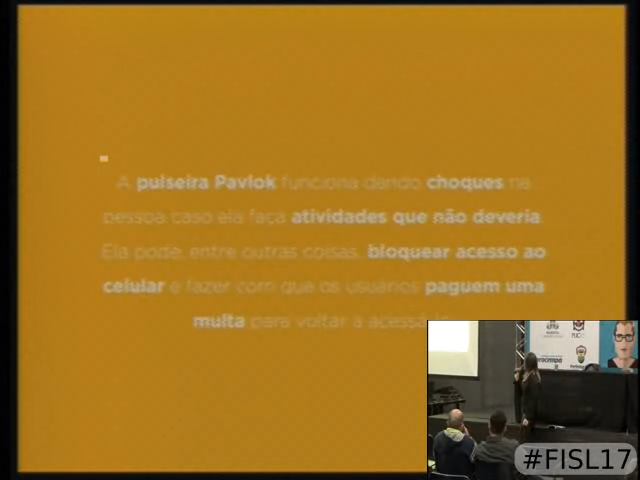 A pulseira Pavlok funciona dando choques na
pessoa caso ela faça atividades que não deveria.
Ela pode, entre outras coisas, bloquear acesso ao
celular e fazer com que os usuários paguem uma
multa para voltar a
#FISL17